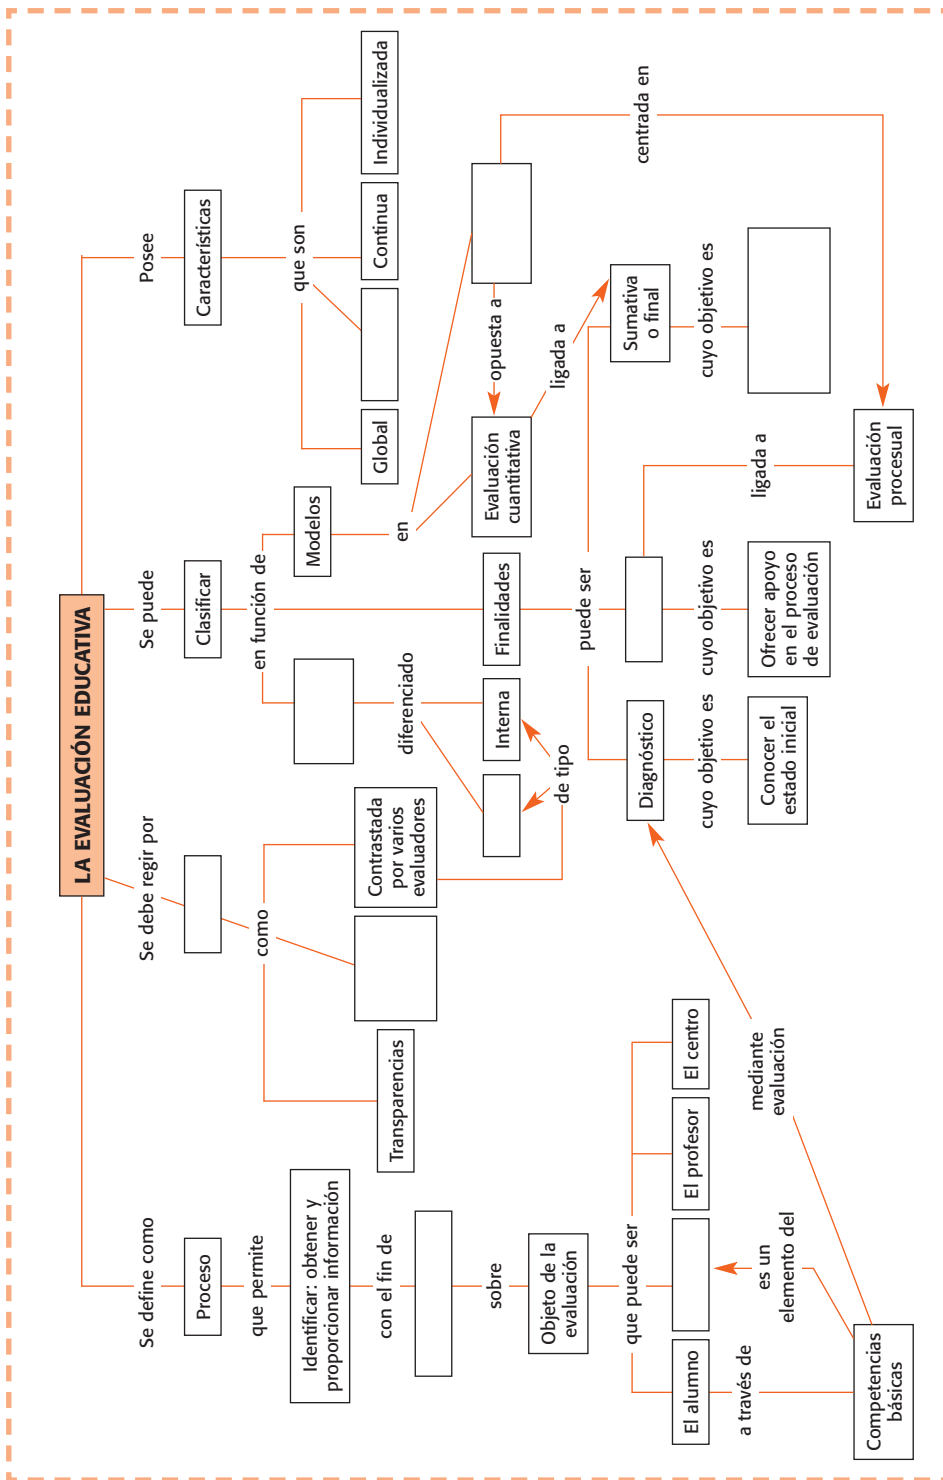 LA EVALUACIÓN EDUCATIVA
Se define como
Se debe regir por
Se puede
Posee
Proceso
Clasificar
Características
que permite
como
en función de
que son
Identificar: obtener y
proporcionar información
Transparencias
Contrastada
por varios
evaluadores
Modelos
Global
Continua
Individualizada
con el fin de
diferenciado
en
sobre
Interna
Finalidades
Evaluación
cuantitativa
opuesta a
Objeto de la
evaluación
de tipo
puede ser
ligada a
centrada en
que puede ser
Diagnóstico
Sumativa
o final
El alumno
El profesor
El centro
a través de
es un
elemento del
mediante
evaluación
cuyo objetivo es
cuyo objetivo es
cuyo objetivo es
Conocer el
estado inicial
Ofrecer apoyo
en el proceso
de evaluación
ligada a
Competencias
básicas
Evaluación
procesual